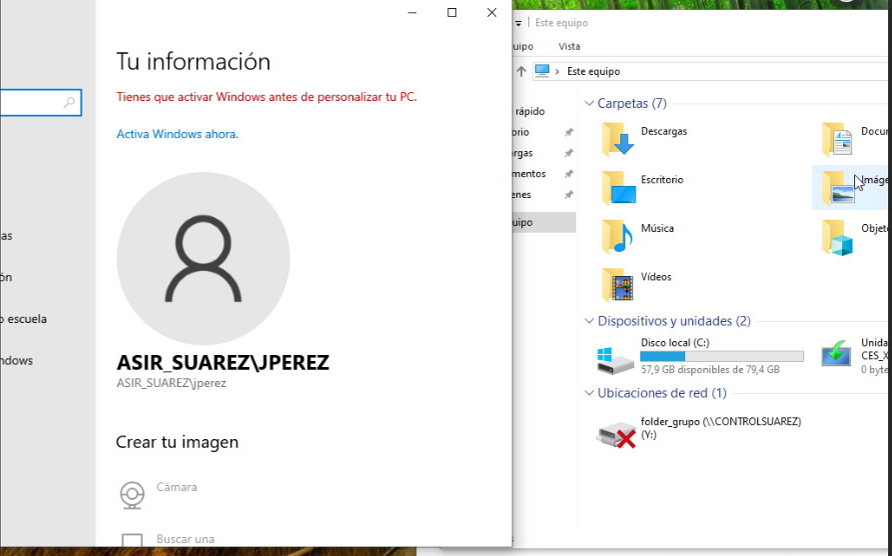 Tu información
Tienes que activar Windows antes de personalizar tu PC.
Activa Windows ahora.
ASIR_SUAREZ\JPEREZ
ASIR_SUAREZ\jperez
Crear tu imagen
Cámara
Buscar una
as
ón
o escuela
ndows
Este equipo
uipo
Vista
Este equipo
rápido
orio
rgas
mentos
enes
uipo
Carpetas (7)
Descargas
Docu
Escritorio
Imáge
Música
Objet
Vídeos
Dispositivos y unidades (2)
Disco local (C:)
57,9 GB disponibles de 79,4 GB
Unida
CES_X
0 byte
Ubicaciones de red (1)
folder_grupo (\\CONTROLSUAREZ)
(Y:)